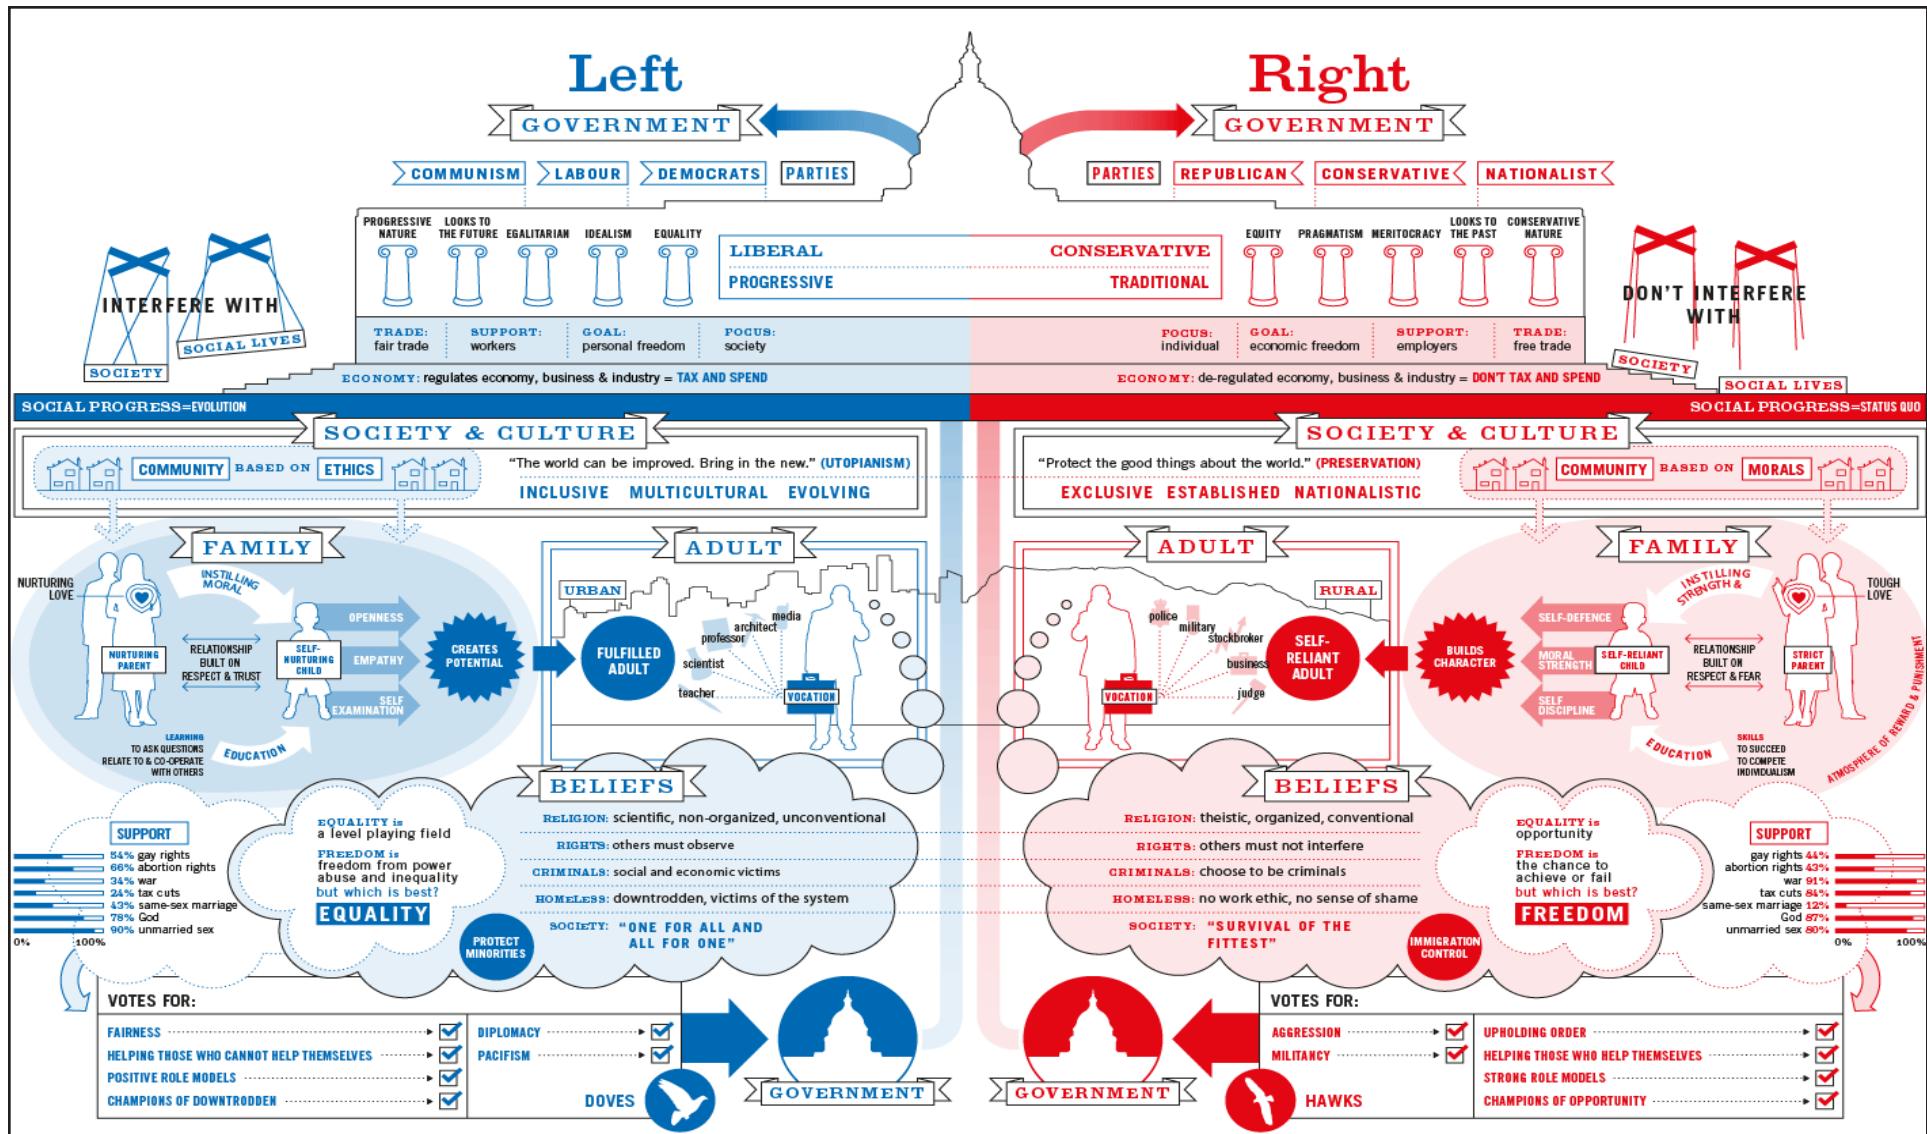 Left
GOVERNMENT
COMMUNISM
LABOUR
DEMOCRATS
PARTIES
PROGRESSIVE
NATURE
LOOKS TO
THE FUTURE
EGALITARIAN
IDEALISM
EQUALITY
LIBERAL
PROGRESSIVE
INTERFERE WITH
SOCIETY
SOCIAL LIVES
TRADE:
fair trade
SUPPORT:
workers
GOAL:
personal freedom
FOCUS:
society
ECONOMY: regulates economy, business & industry = TAX AND SPEND
SOCIAL PROGRESS=EVOLUTION
Right
GOVERNMENT
PARTIES
REPUBLICAN
CONSERVATIVE
NATIONALIST
CONSERVATIVE
TRADITIONAL
EQUITY
PRAGMATISM
MERITOCRACY
LOOKS TO
THE PAST
CONSERVATIVE
NATURE
DON'T INTERFERE
WITH
SOCIETY
SOCIAL LIVES
FOCUS:
individual
GOAL:
economic freedom
SUPPORT:
employers
TRADE:
free trade
ECONOMY: de-regulated economy, business & industry = DON'T TAX AND SPEND
SOCIAL PROGRESS=STATUS QUO
SOCIETY & CULTURE
COMMUNITY BASED ON ETHICS
“The world can be improved. Bring in the new.” (UTOPIANISM)
INCLUSIVE MULTICULTURAL EVOLVING
SOCIETY & CULTURE
“Protect the good things about the world.” (PRESERVATION)
EXCLUSIVE ESTABLISHED NATIONALISTIC
COMMUNITY BASED ON MORALS
FAMILY
NURTURING
LOVE
INSTILLING
MORAL
NURTURING
PARENT
RELATIONSHIP
BUILT ON
RESPECT & TRUST
SELF-
NURTURING
CHILD
OPENNESS
EMPATHY
SELF
EXAMINATION
CREATES
POTENTIAL
LEARNING
TO ASK QUESTIONS
RELATE TO & CO-OPERATE
WITH OTHERS
EDUCATION
ADULT
URBAN
FULFILLED
ADULT
media
architect
professor
scientist
teacher
VOCATION
ADULT
RURAL
police
military
stockbroker
business
judge
VOCATION
SELF-
RELIANT
ADULT
FAMILY
BUILDS
CHARACTER
SELF-DEFENCE
MORAL
STRENGTH
SELF
DISCIPLINE
INSTILLING
STRENGTH &
SELF-RELIANT
CHILD
RELATIONSHIP
BUILT ON
RESPECT & FEAR
STRICT
PARENT
TOUGH
LOVE
EDUCATION
SKILLS
TO SUCCEED
TO COMPETE
INDIVIDUALISM
ATMOSPHERE OF REWARD & PUNISHMENT
SUPPORT
54% gay rights
66% abortion rights
34% war
24% tax cuts
43% same-sex marriage
78% God
90% unmarried sex
0% 100%
EQUALITY is
a level playing field
FREEDOM is
freedom from power
abuse and inequality
but which is best?
EQUALITY
BELIEFS
RELIGION: scientific, non-organized, unconventional
RIGHTS: others must observe
CRIMINALS: social and economic victims
HOMELESS: downtrodden, victims of the system
SOCIETY: “ONE FOR ALL AND
ALL FOR ONE”
PROTECT
MINORITIES
BELIEFS
RELIGION: theistic, organized, conventional
RIGHTS: others must not interfere
CRIMINALS: choose to be criminals
HOMELESS: no work ethic, no sense of shame
SOCIETY: “SURVIVAL OF THE
FITTEST”
IMMIGRATION
CONTROL
EQUALITY is
opportunity
FREEDOM is
the chance to
achieve or fail
but which is best?
FREEDOM
SUPPORT
gay rights 44%
abortion rights 43%
war 91%
tax cuts 84%
same-sex marriage 12%
God 87%
unmarried sex 80%
0% 100%
VOTES FOR:
FAIRNESS
HELPING THOSE WHO CANNOT HELP THEMSELVES
POSITIVE ROLE MODELS
CHAMPIONS OF DOWNTRODDEN
DIPLOMACY
PACIFISM
DOVES
GOVERNMENT
GOVERNMENT
VOTES FOR:
AGGRESSION
MILITANCY
HAWKS
UPHOLDING ORDER
HELPING THOSE WHO HELP THEMSELVES
STRONG ROLE MODELS
CHAMPIONS OF OPPORTUNITY